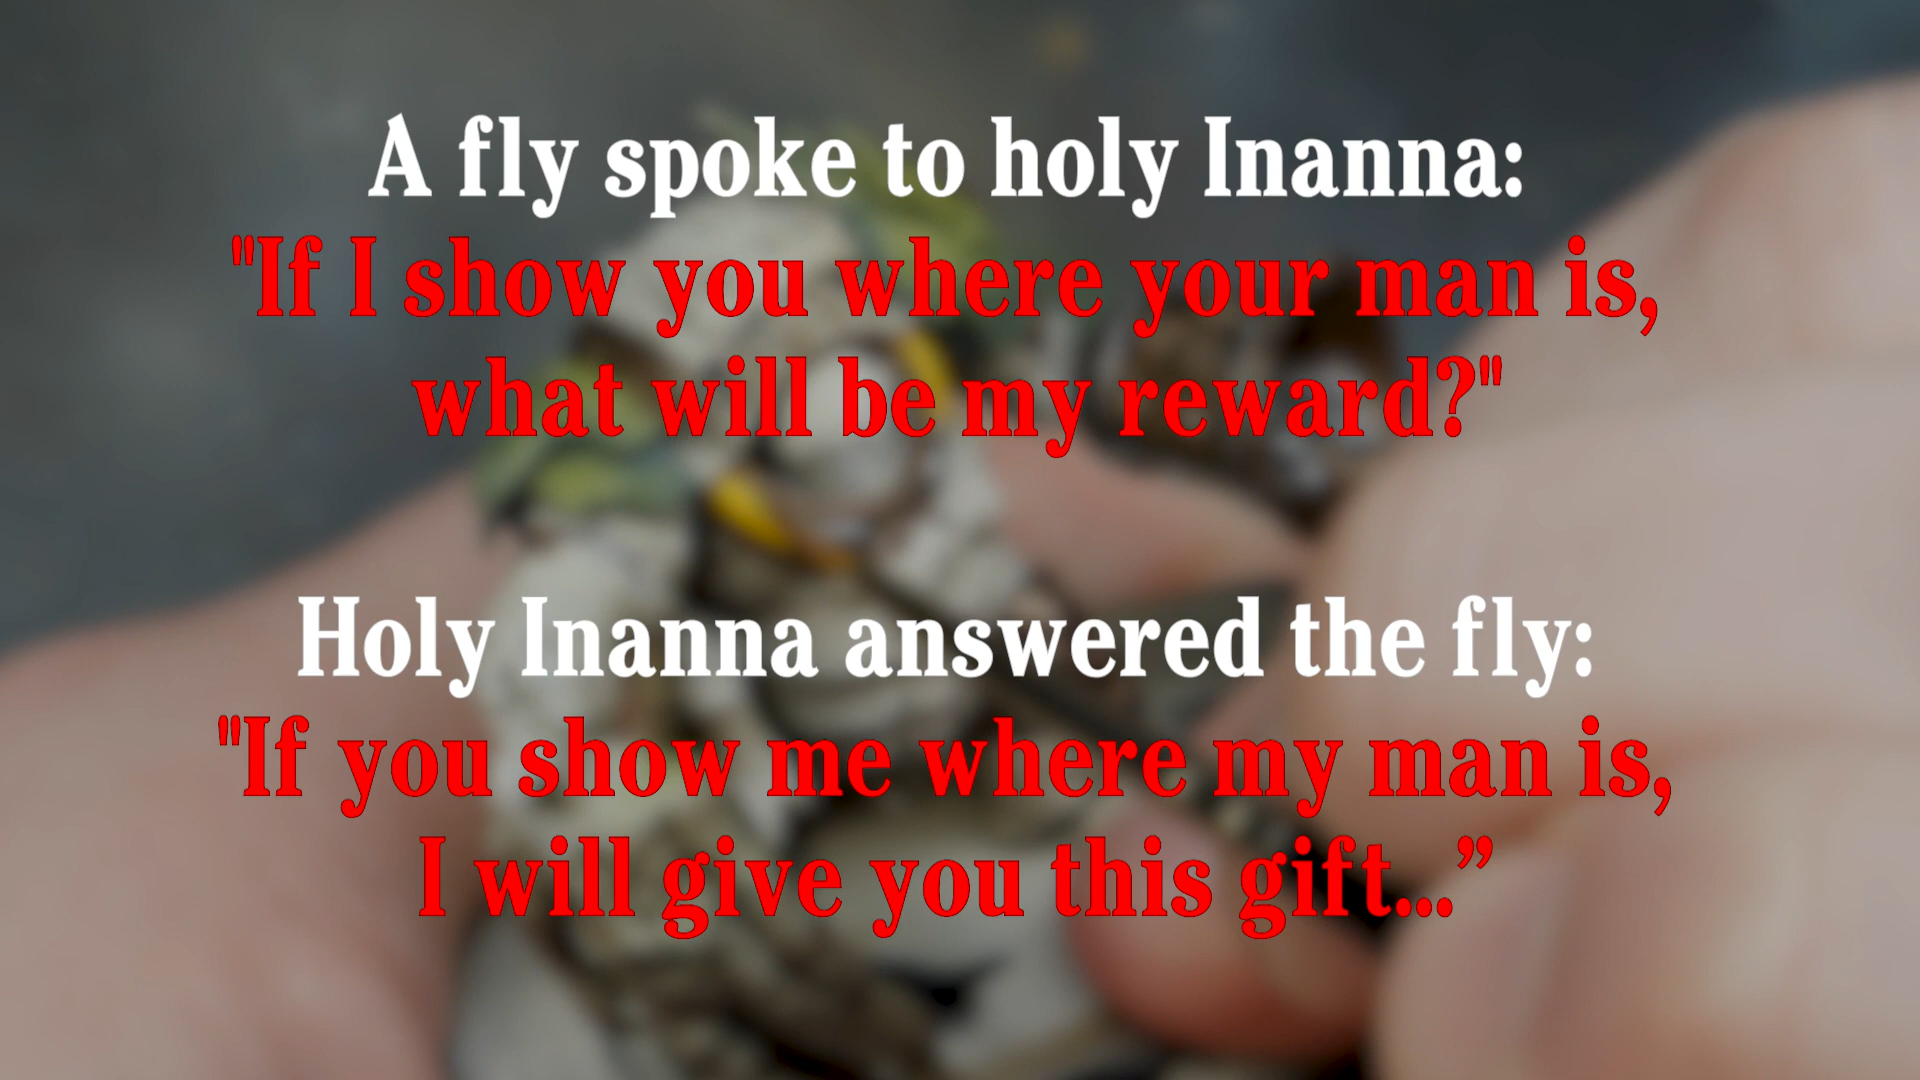 A fly spoke to holy Inanna:
"If I show you where your man is,
what will be my reward?"
Holy Inanna answered the fly:
"If you show me where my man is,
I will give you this gift...”